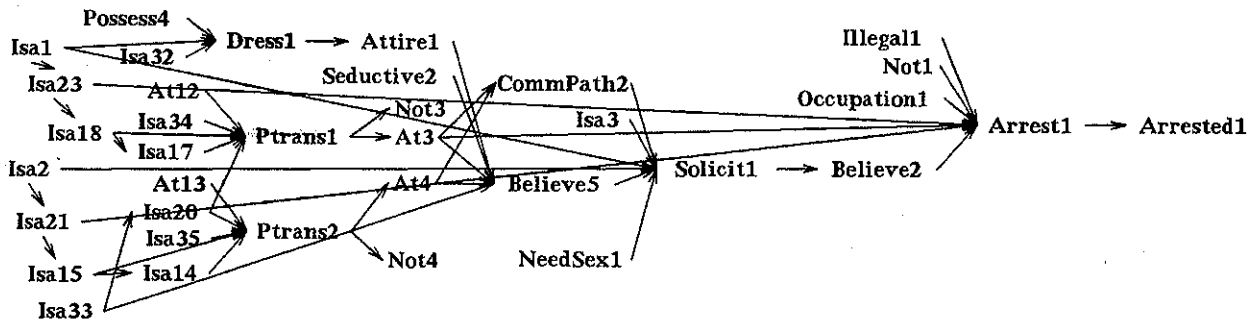 Possess4
Isa1
Isa32
Dress1
Attire1
Illegal1
Not1
Isa23
At12
Seductive2
CommPath2
Occupation1
Not3
Isa3
Isa18
Isa34
Isa17
Ptrans1
At3
Arrest1
Arrested1
Isa2
At13
At4
Believe5
Solicit1
Believe2
Isa21
Isa20
Isa35
Ptrans2
Isa15
Isa14
Not4
NeedSex1
Isa33